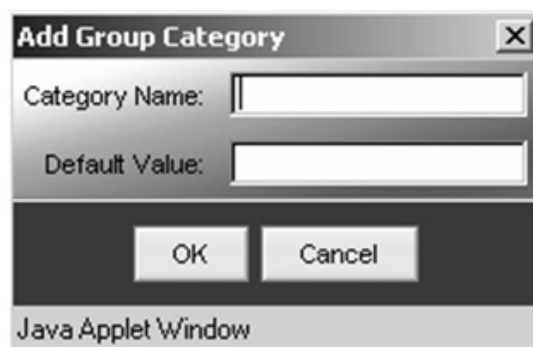 Add Group Category
Category Name:
Default Value:
OK Cancel
Java Applet Window